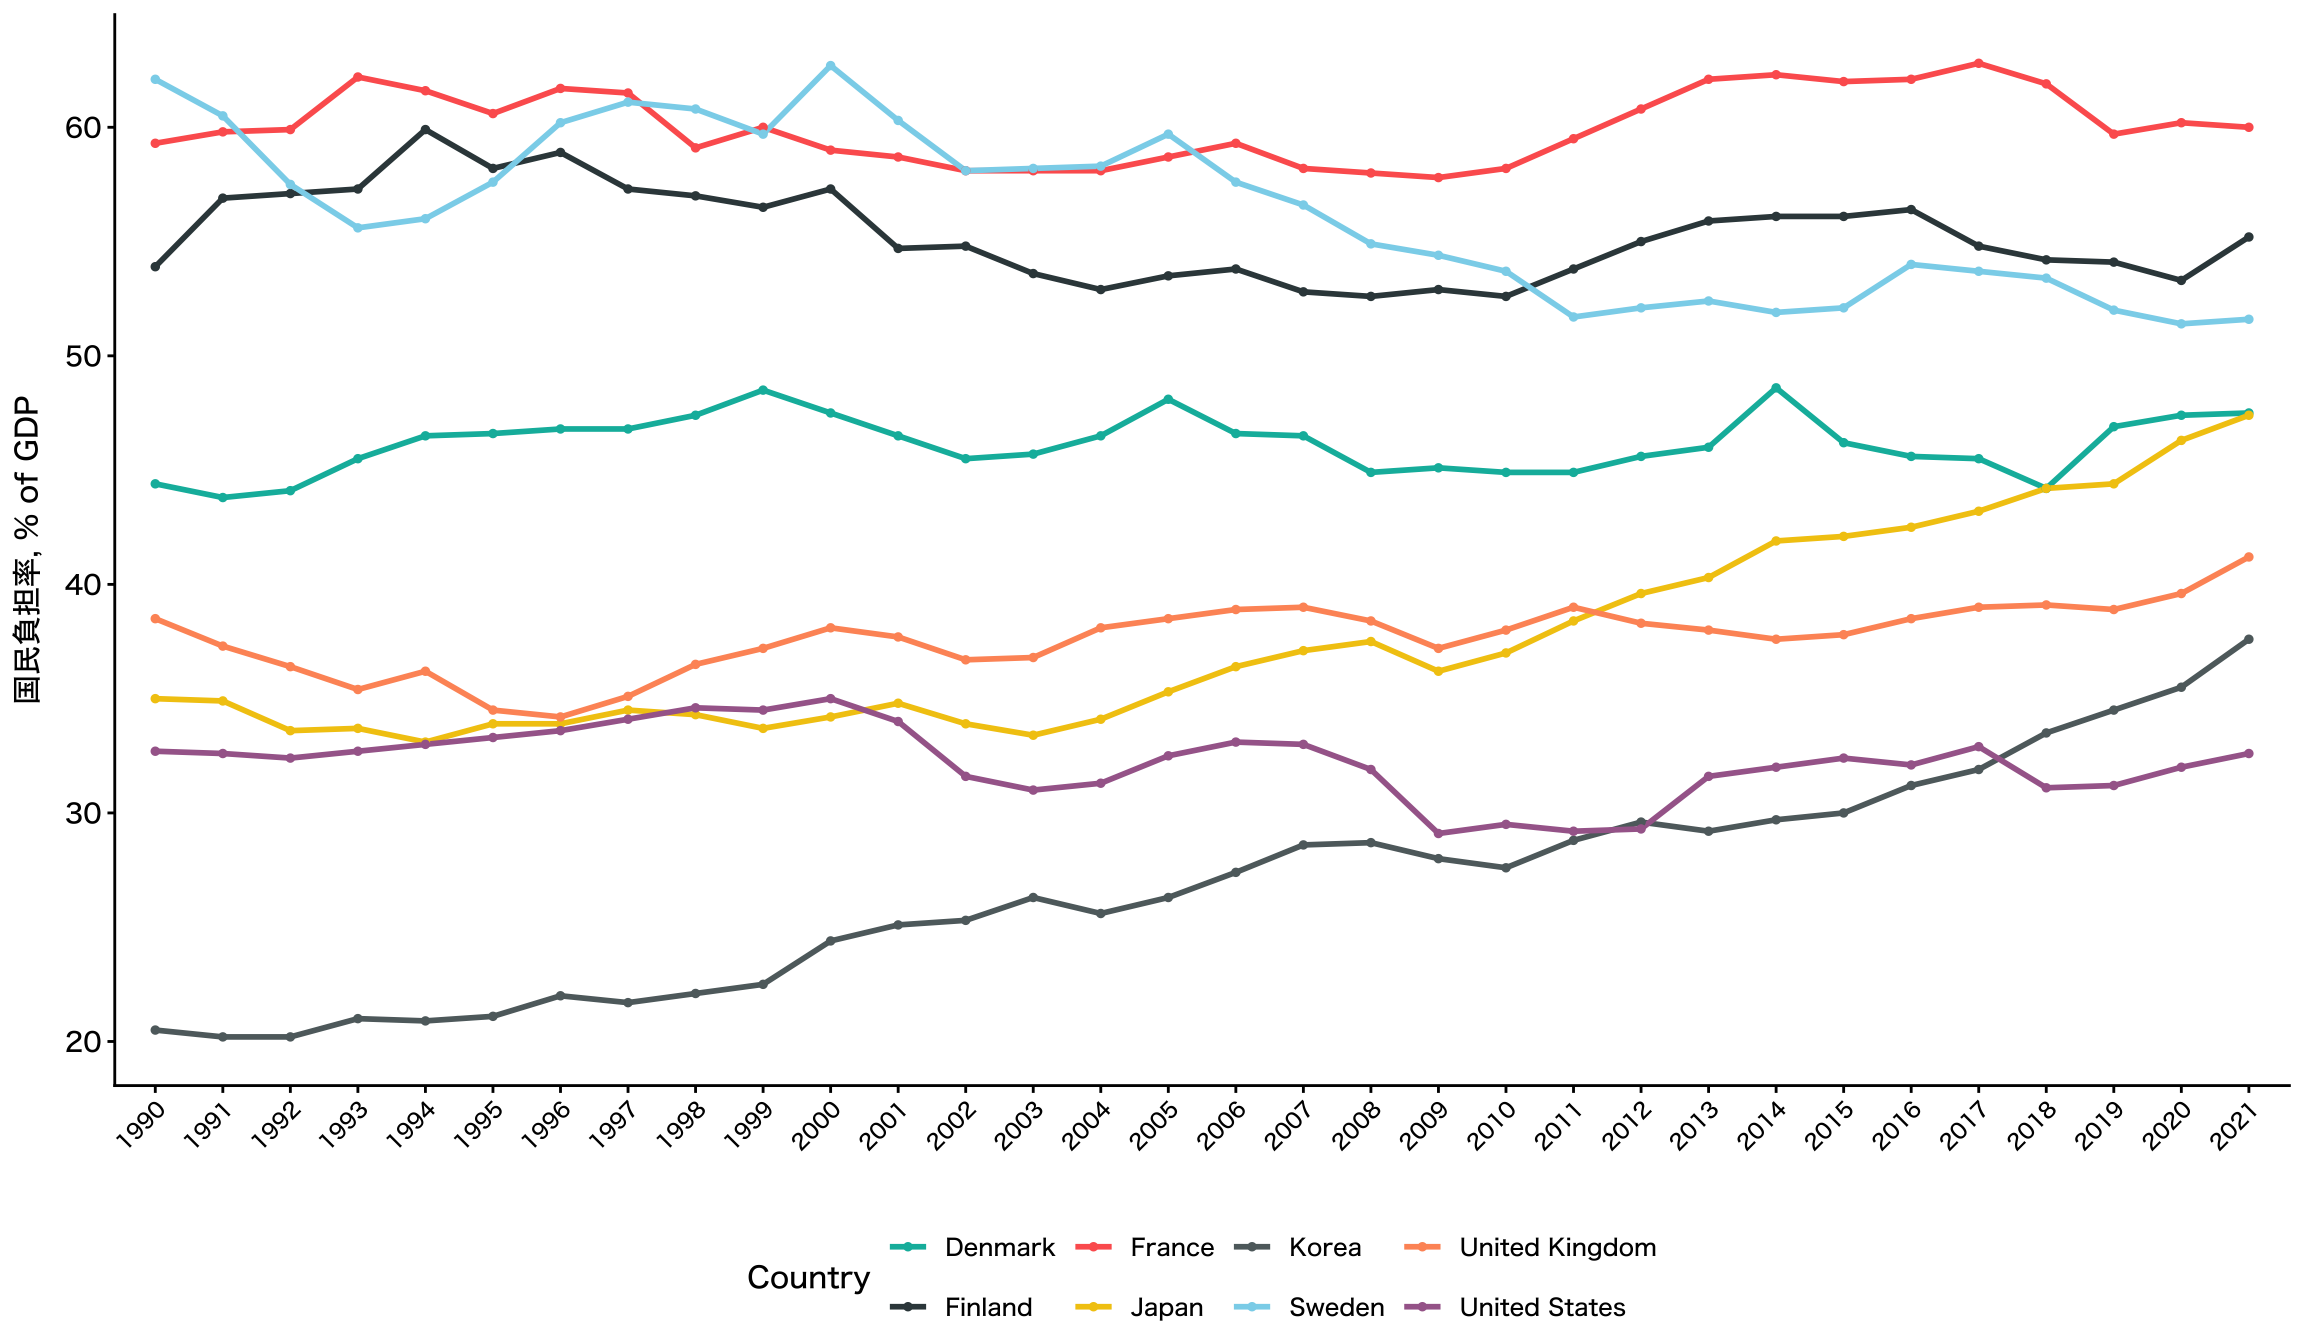 国民負担率, % of GDP
60
50
40
30
20
1990 1991 1992 1993 1994 1995 1996 1997 1998 1999 2000 2001 2002 2003 2004 2005 2006 2007 2008 2009 2010 2011 2012 2013 2014 2015 2016 2017 2018 2019 2020 2021
Country
Denmark France Korea United Kingdom
Finland Japan Sweden United States